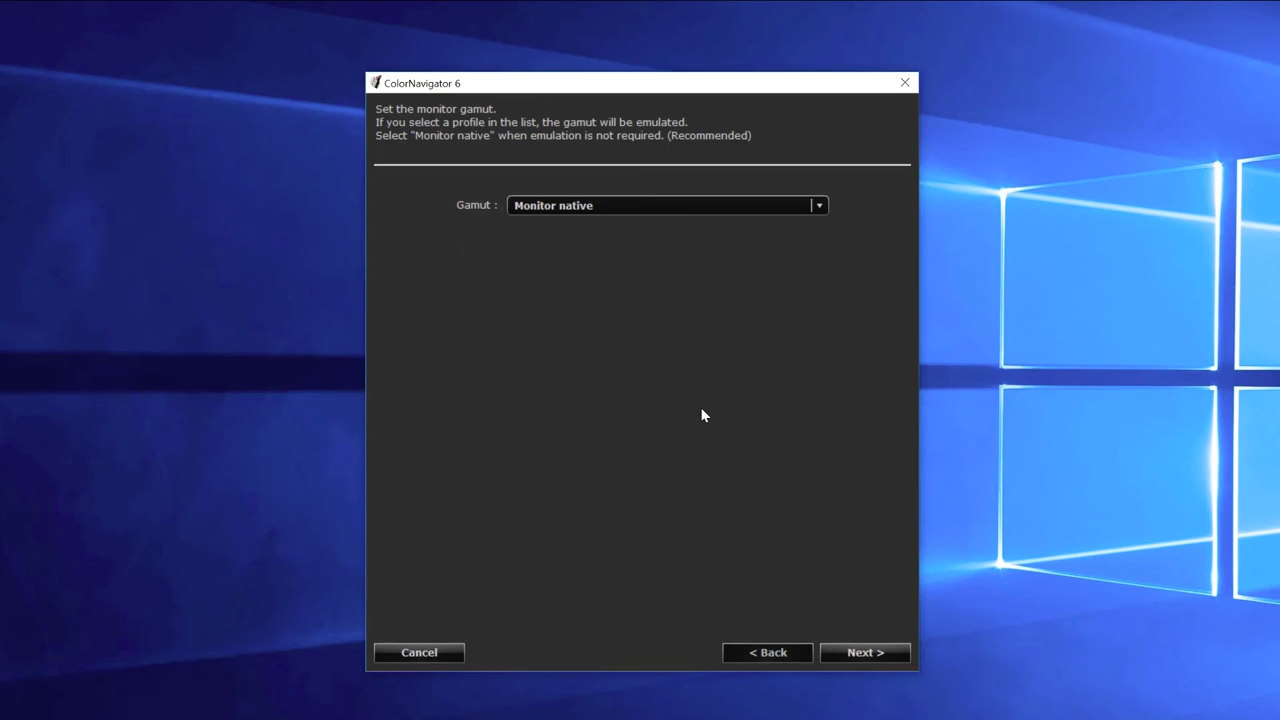 ColorNavigator 6
Set the monitor gamut.
If you select a profile in the list, the gamut will be emulated.
Select "Monitor native" when emulation is not required. (Recommended)
Gamut : Monitor native
Cancel < Back Next >